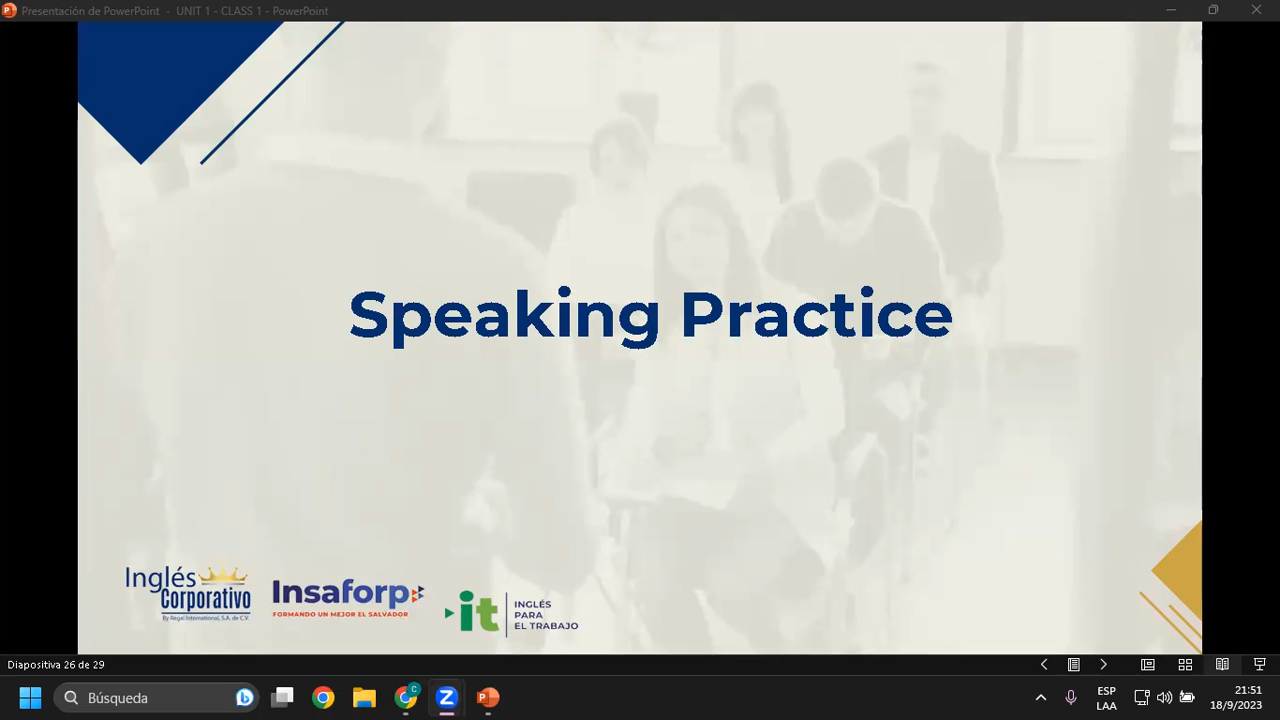 Presentación de PowerPoint - UNIT 1 - CLASS 1 - PowerPoint
Speaking Practice
Inglés
Corporativo
By Regal International, S.A. de C.V.
Insaforp
FORMANDO UN MEJOR EL SALVADOR
it
INGLÉS
PARA
EL TRABAJO
Diapositiva 26 de 29
Búsqueda
C
Z
ESP
LAA
21:51
18/9/2023